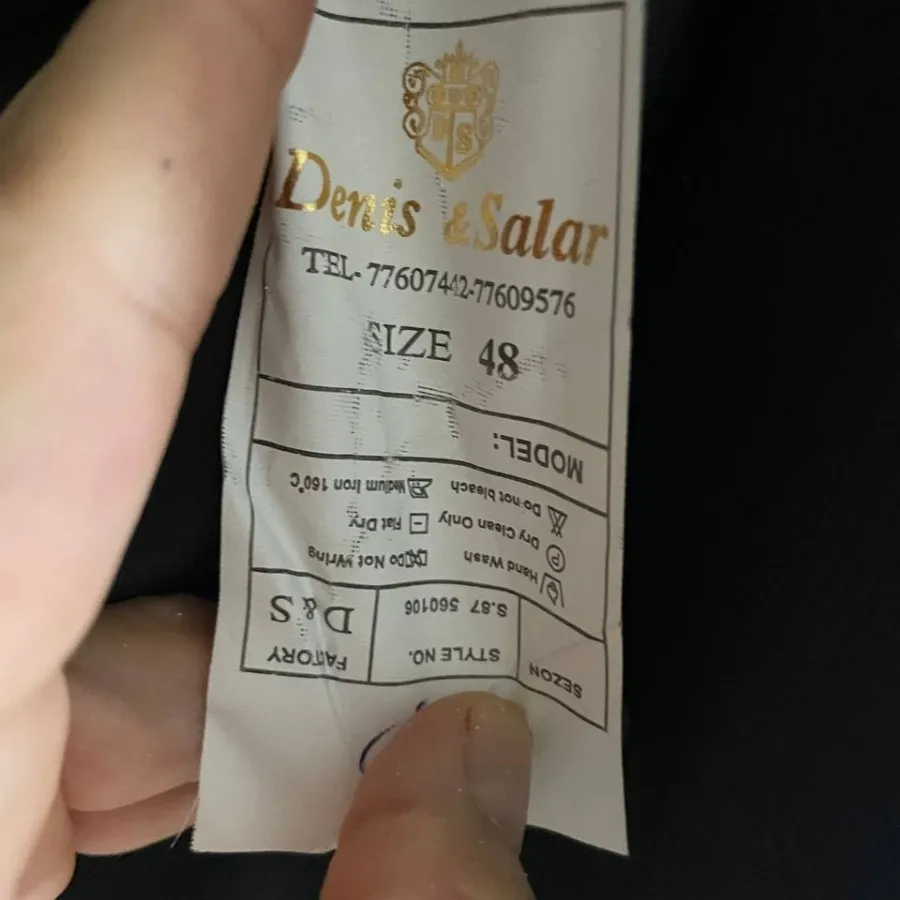 D S
Denis & Salar
TEL- 77607442-77609576
SIZE 48
MODEL:
Do not bleach Medium Iron 160°C
P Dry Clean Only Flat Dry
Hand Wash Do Not Wring
S.87 560106 D&S
SEZON STYLE NO. FACTORY